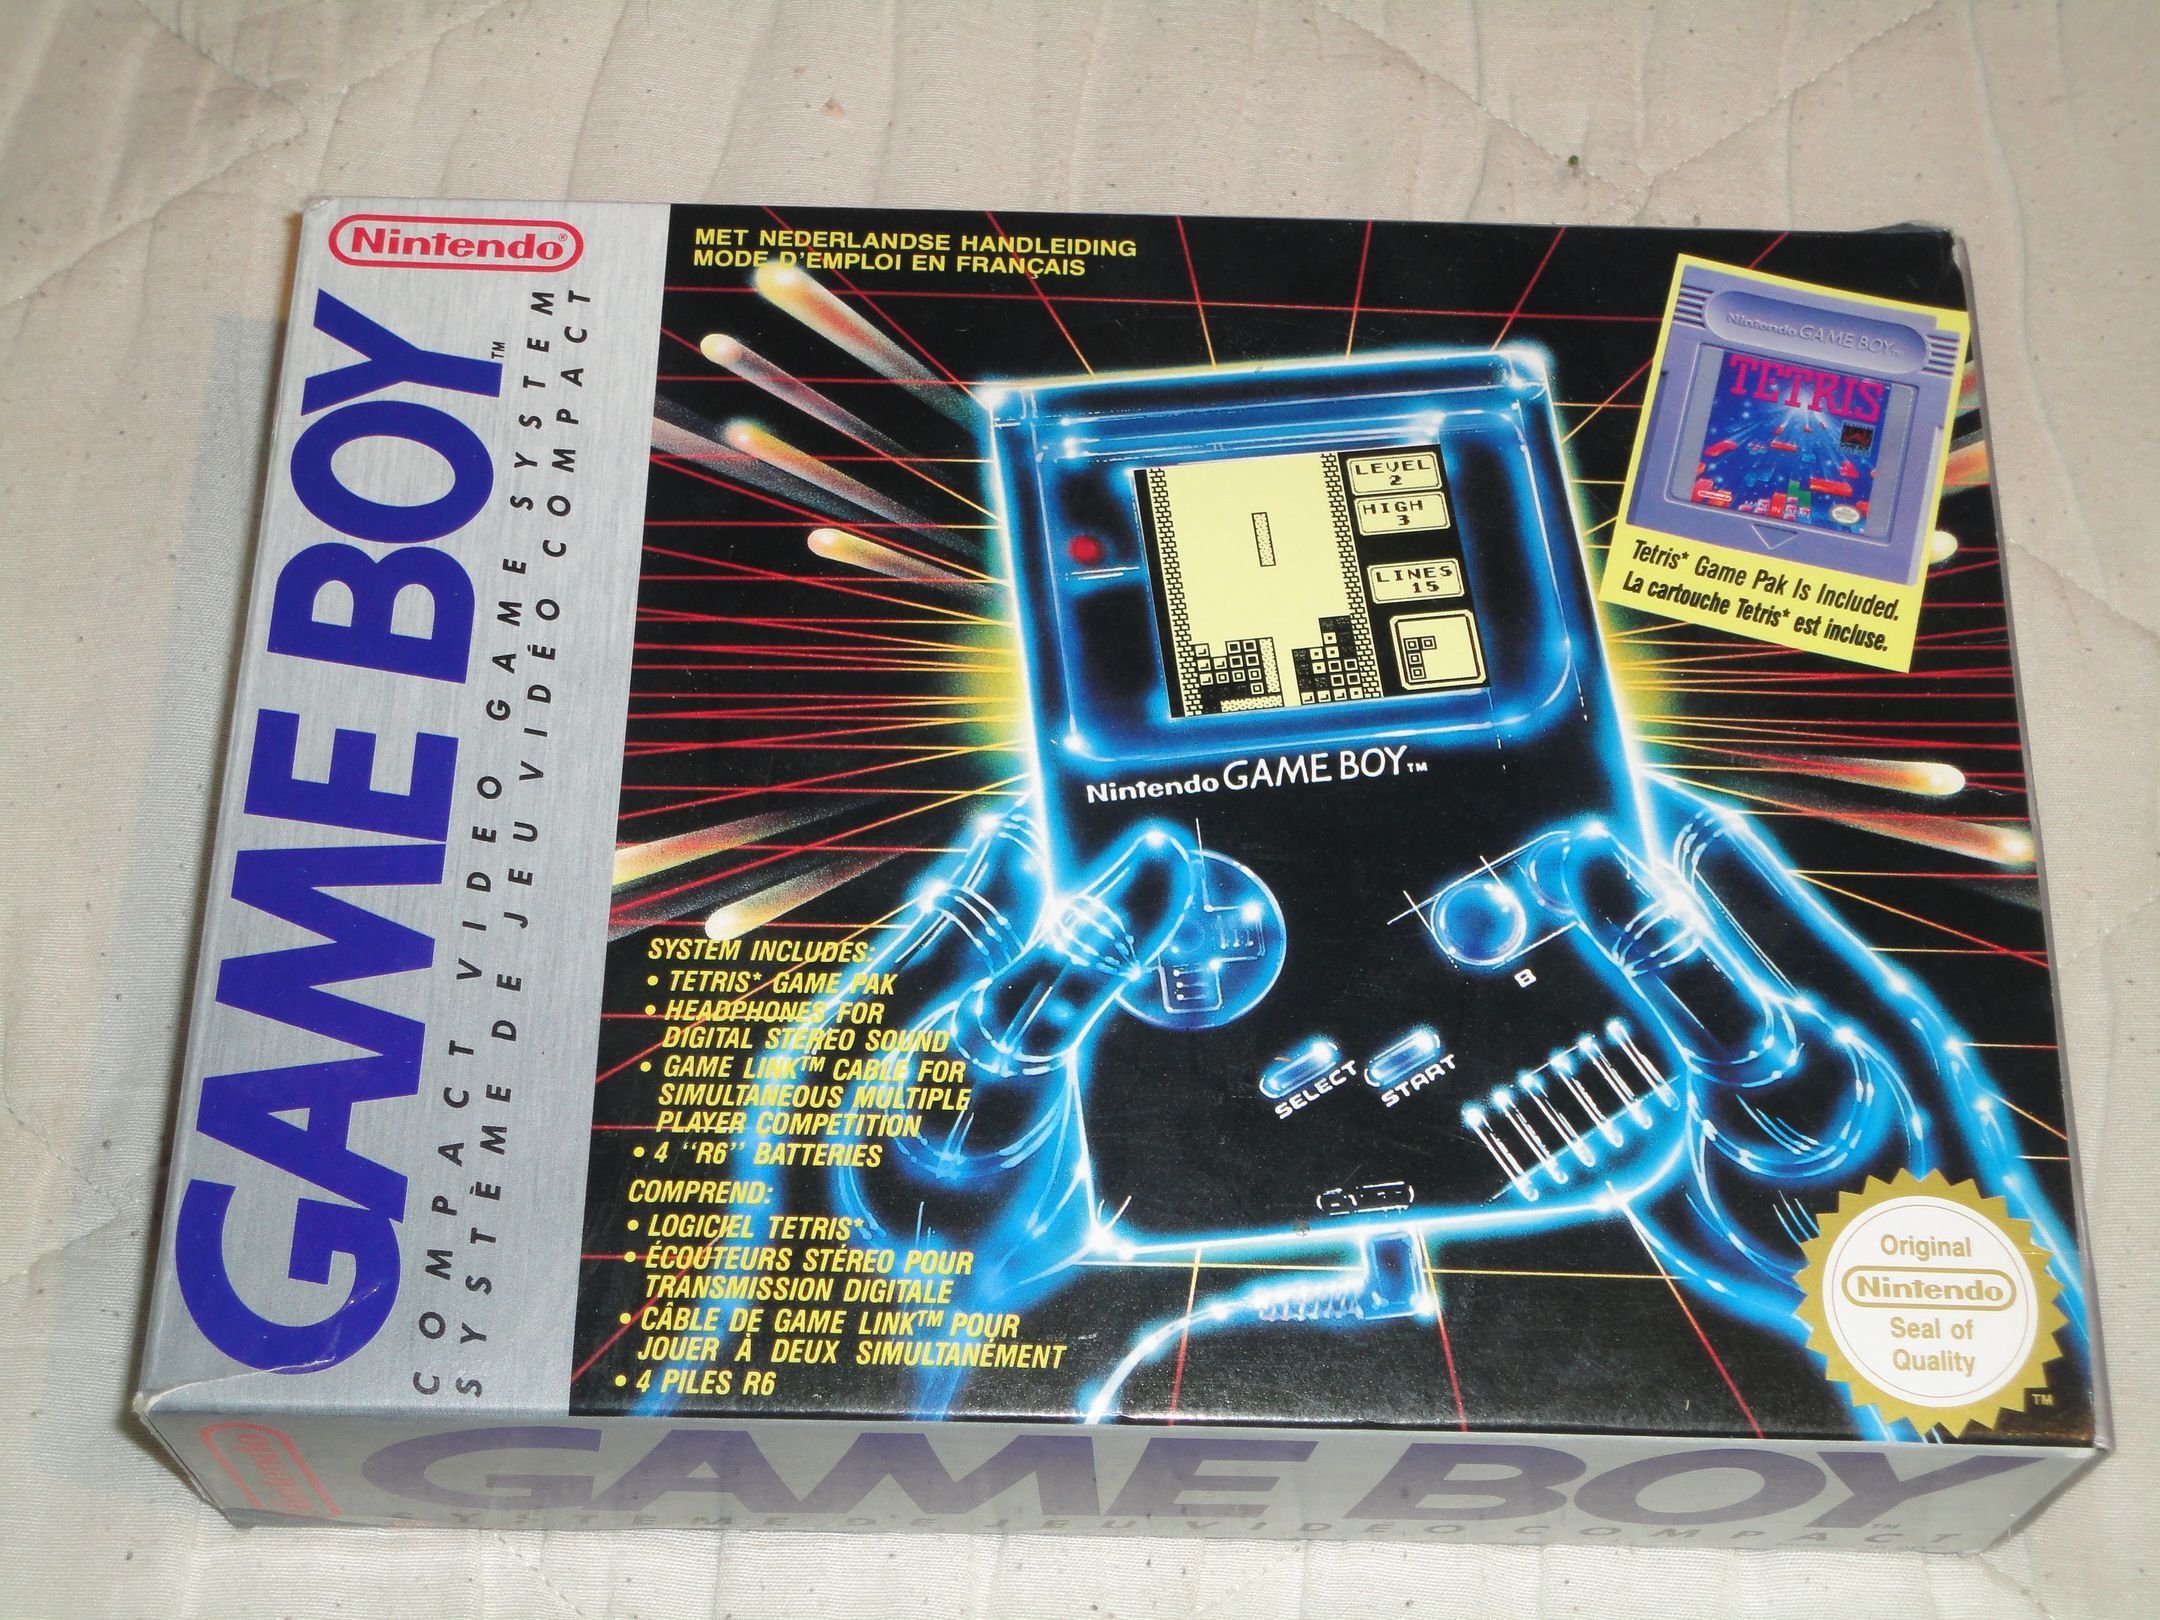 Nintendo®
GAME BOY™
COMPACT VIDEO GAME SYSTEM
SYSTÈME DE JEU VIDÉO COMPACT
MET NEDERLANDSE HANDLEIDING
MODE D'EMPLOI EN FRANÇAIS
Nintendo GAME BOY™
TETRIS
MADE IN JAPAN
Tetris* Game Pak Is Included.
La cartouche Tetris* est incluse.
LEVEL
2
HIGH
3
LINES
15
Nintendo GAME BOY™
B
SELECT
START
SYSTEM INCLUDES:
• TETRIS* GAME PAK
• HEADPHONES FOR
DIGITAL STEREO SOUND
• GAME LINK™ CABLE FOR
SIMULTANEOUS MULTIPLE
PLAYER COMPETITION
• 4 “R6” BATTERIES
COMPREND:
• LOGICIEL TETRIS*
• ÉCOUTEURS STÉREO POUR
TRANSMISSION DIGITALE
• CÂBLE DE GAME LINK™ POUR
JOUER À DEUX SIMULTANÉMENT
• 4 PILES R6
Original
Nintendo
Seal of
Quality
TM
Nintendo
GAME BOY™
SYSTÈME DE JEU VIDÉO COMPACT